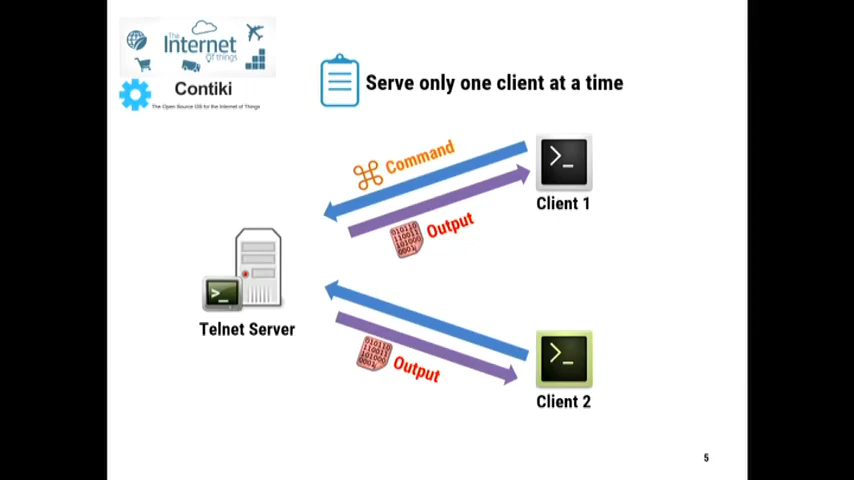 The
Internet
Of things
Contiki
The Open Source OS for the Internet of Things
Serve only one client at a time
Command
Output
Client 1
Telnet Server
Output
Client 2
5